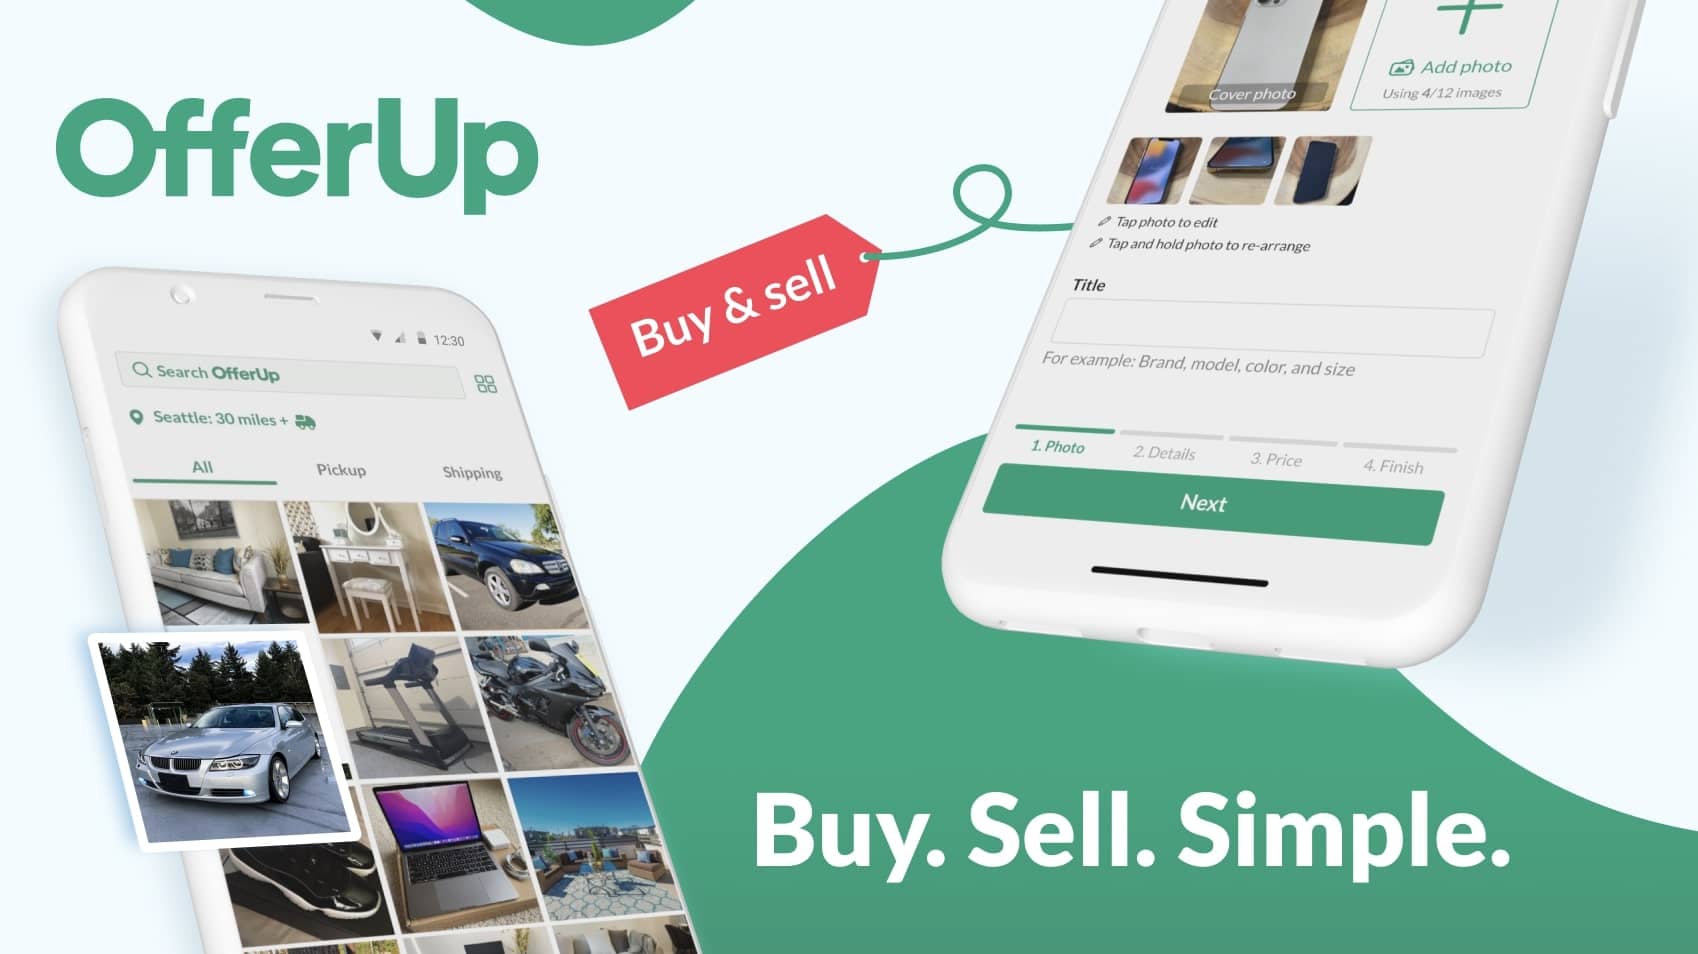 OfferUp
12:30
Search OfferUp
Seattle: 30 miles +
All Pickup Shipping
Buy & sell
Cover photo
Add photo
Using 4/12 images
Tap photo to edit
Tap and hold photo to re-arrange
Title
For example: Brand, model, color, and size
1. Photo 2. Details 3. Price 4. Finish
Next
Buy. Sell. Simple.